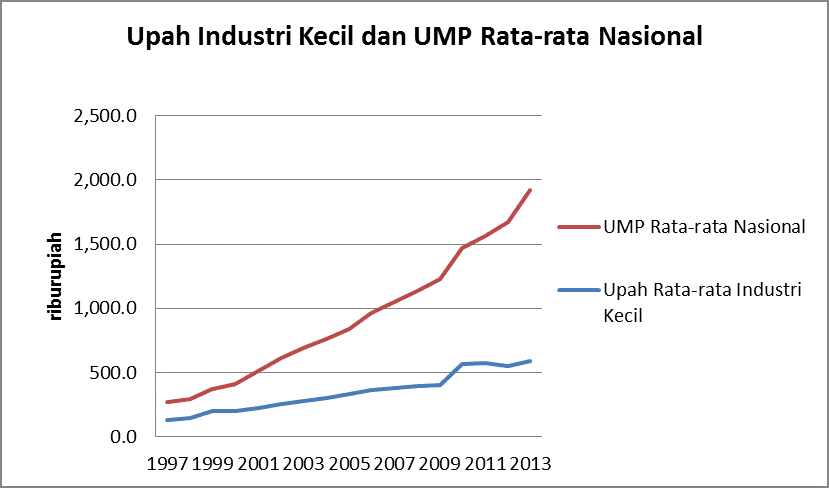 Upah Industri Kecil dan UMP Rata-rata Nasional
2,500.0
2,000.0
1,500.0
1,000.0
500.0
0.0
riburupiah
1997 1999 2001 2003 2005 2007 2009 2011 2013
UMP Rata-rata Nasional
Upah Rata-rata Industri
Kecil